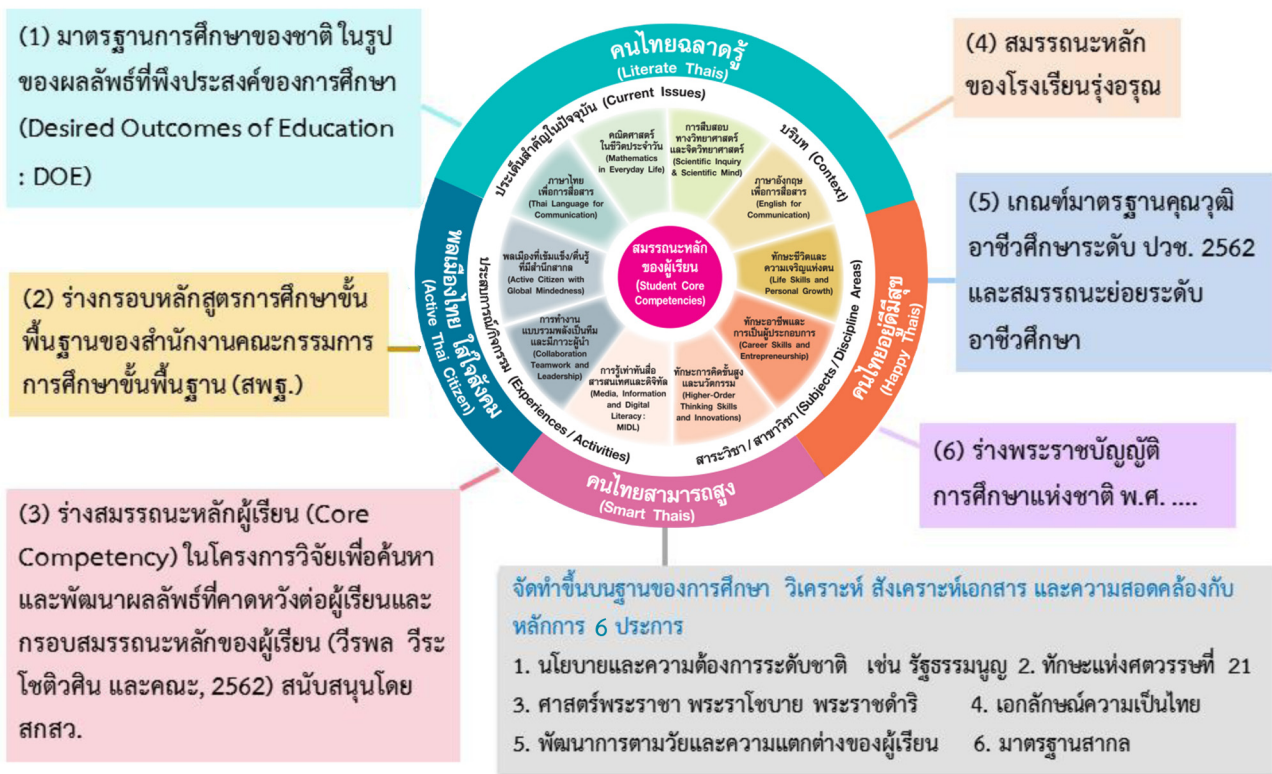 (1) มาตรฐานการศึกษาของชาติ ในรูป
ของผลลัพธ์ที่พึงประสงค์ของการศึกษา
(Desired Outcomes of Education
: DOE)
(2) ร่างกรอบหลักสูตรการศึกษาขั้น
พื้นฐานของสำนักงานคณะกรรมการ
การศึกษาขั้นพื้นฐาน (สพฐ.)
(3) ร่างสมรรถนะหลักผู้เรียน (Core
Competency) ในโครงการวิจัยเพื่อค้นหา
และพัฒนาผลลัพธ์ที่คาดหวังต่อผู้เรียนและ
กรอบสมรรถนะหลักของผู้เรียน (วีรพล วีระ
โชติวศิน และคณะ, 2562) สนับสนุนโดย
สกสว.
คนไทยฉลาดรู้
(Literate Thais)
ประเด็นสำคัญในปัจจุบัน (Current Issues)
บริบท (Context)
คณิตศาสตร์
ในชีวิตประจำวัน
(Mathematics
in Everyday Life)
การสืบสอบ
ทางวิทยาศาสตร์
และจิตวิทยาศาสตร์
(Scientific Inquiry
& Scientific Mind)
ภาษาไทย
เพื่อการสื่อสาร
(Thai Language for
Communication)
ภาษาอังกฤษ
เพื่อการสื่อสาร
(English for
Communication)
พลเมืองที่เข้มแข็ง/ตื่นรู้
ที่มีสำนึกสากล
(Active Citizen with
Global Mindedness)
สมรรถนะหลัก
ของผู้เรียน
(Student Core
Competencies)
ทักษะชีวิตและ
ความเจริญแห่งตน
(Life Skills and
Personal Growth)
การทำงาน
แบบรวมพลังเป็นทีม
และมีภาวะผู้นำ
(Collaboration
Teamwork and
Leadership)
ทักษะอาชีพและ
การเป็นผู้ประกอบการ
(Career Skills and
Entrepreneurship)
การรู้เท่าทันสื่อ
สารสนเทศและดิจิทัล
(Media, Information
and Digital
Literacy:
MIDL)
ทักษะการคิดขั้นสูง
และนวัตกรรม
(Higher-Order
Thinking Skills
and Innovations)
ประสบการณ์/กิจกรรม (Experiences / Activities)
สาระวิชา / สาขาวิชา (Subjects / Discipline Areas)
พลเมืองไทย ใส่ใจสังคม
(Active Thai Citizen)
คนไทยอยู่ดีมีสุข
(Happy Thais)
คนไทยสามารถสูง
(Smart Thais)
(4) สมรรถนะหลัก
ของโรงเรียนรุ่งอรุณ
(5) เกณฑ์มาตรฐานคุณวุฒิ
อาชีวศึกษาระดับ ปวช. 2562
และสมรรถนะย่อยระดับ
อาชีวศึกษา
(6) ร่างพระราชบัญญัติ
การศึกษาแห่งชาติ พ.ศ. ....
จัดทำขึ้นบนฐานของการศึกษา วิเคราะห์ สังเคราะห์เอกสาร และความสอดคล้องกับ
หลักการ 6 ประการ
1. นโยบายและความต้องการระดับชาติ เช่น รัฐธรรมนูญ 2. ทักษะแห่งศตวรรษที่ 21
3. ศาสตร์พระราชา พระราโชบาย พระราชดำริ 4. เอกลักษณ์ความเป็นไทย
5. พัฒนาการตามวัยและความแตกต่างของผู้เรียน 6. มาตรฐานสากล